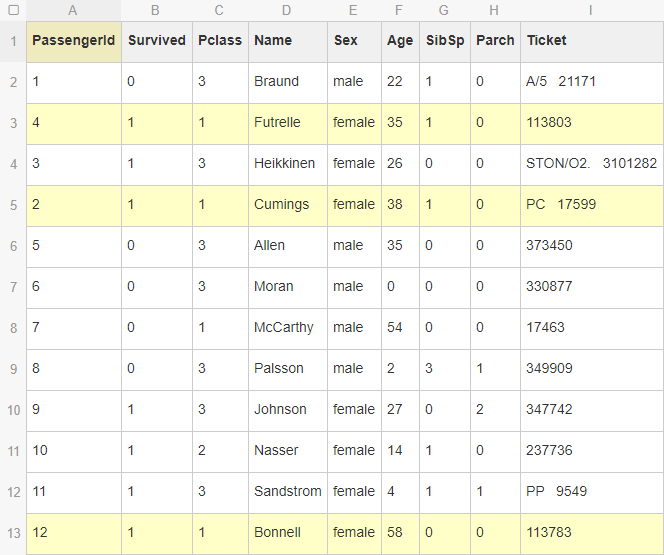 A B C D E F G H I
1 PassengerId Survived Pclass Name Sex Age SibSp Parch Ticket
2 1 0 3 Braund male 22 1 0 A/5 21171
3 4 1 1 Futrelle female 35 1 0 113803
4 3 1 3 Heikkinen female 26 0 0 STON/O2. 3101282
5 2 1 1 Cumings female 38 1 0 PC 17599
6 5 0 3 Allen male 35 0 0 373450
7 6 0 3 Moran male 0 0 0 330877
8 7 0 1 McCarthy male 54 0 0 17463
9 8 0 3 Palsson male 2 3 1 349909
10 9 1 3 Johnson female 27 0 2 347742
11 10 1 2 Nasser female 14 1 0 237736
12 11 1 3 Sandstrom female 4 1 1 PP 9549
13 12 1 1 Bonnell female 58 0 0 113783